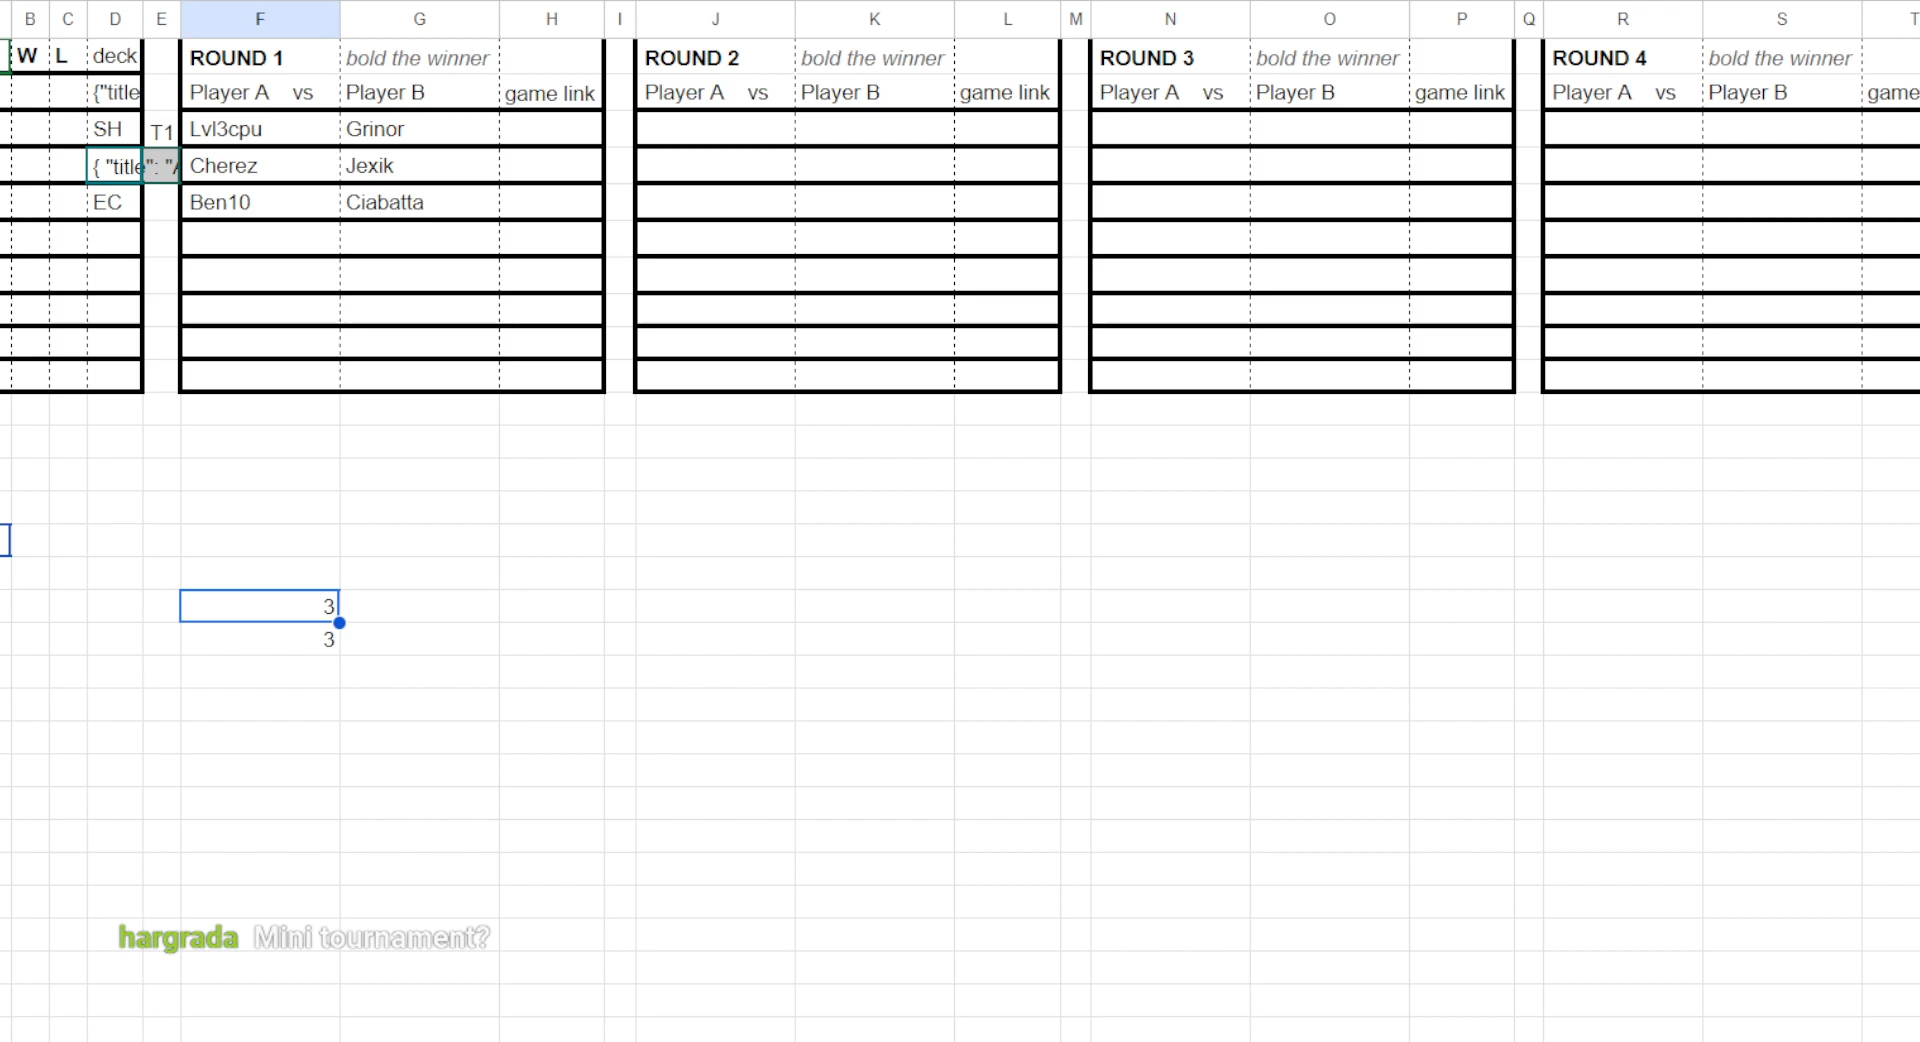 B C D E F G H I J K L M N O P Q R S T
W L deck ROUND 1 bold the winner ROUND 2 bold the winner ROUND 3 bold the winner ROUND 4 bold the winner
{"title Player A vs Player B game link Player A vs Player B game link Player A vs Player B game link Player A vs Player B game
SH T1 Lvl3cpu Grinor
{ "title": "A Cherez Jexik
EC Ben10 Ciabatta
3
3
hargrada Mini tournament?